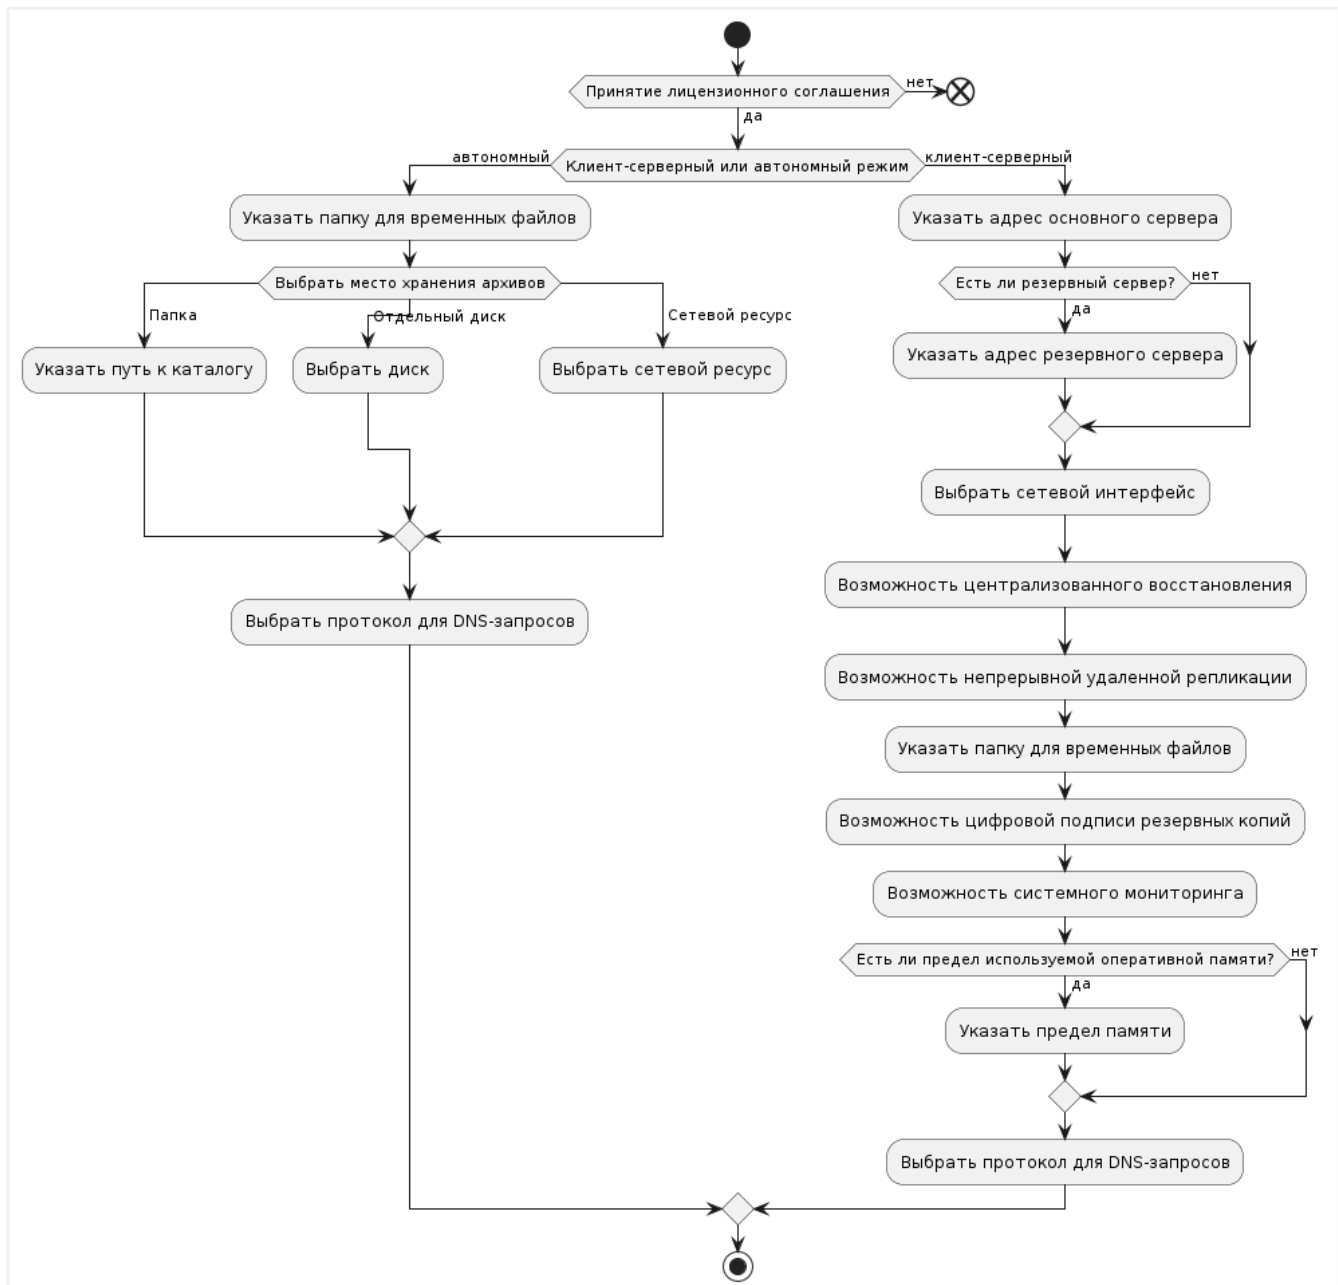 Принятие лицензионного соглашения
нет
да
автономный
Клиент-серверный или автономный режим
клиент-серверный
Указать папку для временных файлов
Выбрать место хранения архивов
Папка
Отдельный диск
Сетевой ресурс
Указать путь к каталогу
Выбрать диск
Выбрать сетевой ресурс
Выбрать протокол для DNS-запросов
Указать адрес основного сервера
Есть ли резервный сервер?
нет
да
Указать адрес резервного сервера
Выбрать сетевой интерфейс
Возможность централизованного восстановления
Возможность непрерывной удаленной репликации
Указать папку для временных файлов
Возможность цифровой подписи резервных копий
Возможность системного мониторинга
Есть ли предел используемой оперативной памяти?
нет
да
Указать предел памяти
Выбрать протокол для DNS-запросов